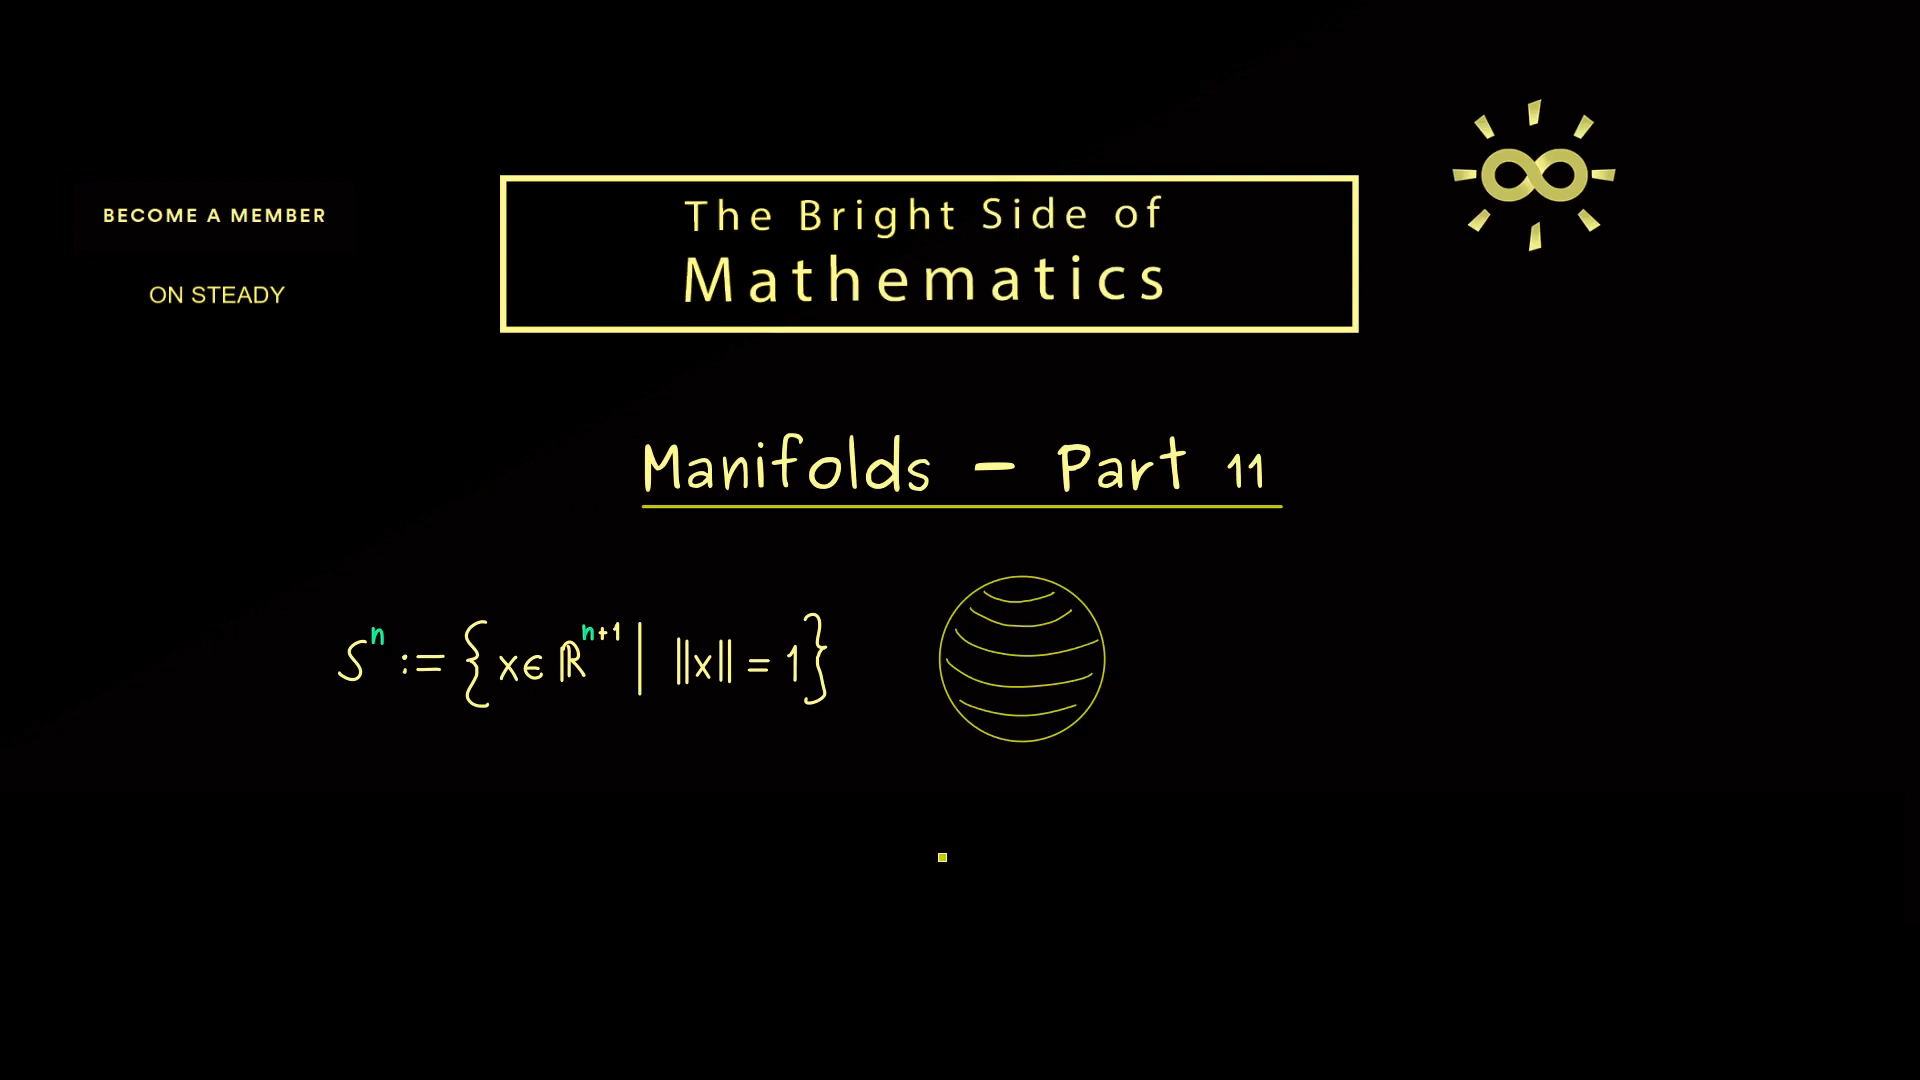 BECOME A MEMBER
ON STEADY
The Bright Side of
Mathematics
Manifolds - Part 11
Sⁿ := { x∈ ℝⁿ⁺¹ | ||x|| = 1 }